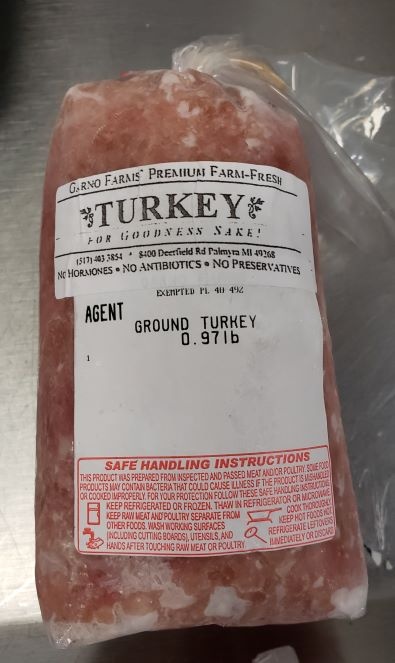 GARNO FARMS' PREMIUM FARM-FRESH
TURKEY
FOR GOODNESS SAKE!
(517) 403 3854 * 8400 Deerfield Rd Palmyra MI 49268
NO HORMONES • NO ANTIBIOTICS • NO PRESERVATIVES
EXEMPTED PL 40 492
AGENT
GROUND TURKEY
0.97lb
1
SAFE HANDLING INSTRUCTIONS
THIS PRODUCT WAS PREPARED FROM INSPECTED AND PASSED MEAT AND/OR POULTRY. SOME FOOD
PRODUCTS MAY CONTAIN BACTERIA THAT COULD CAUSE ILLNESS IF THE PRODUCT IS MISHANDLED
OR COOKED IMPROPERLY. FOR YOUR PROTECTION FOLLOW THESE SAFE HANDLING INSTRUCTIONS.
KEEP REFRIGERATED OR FROZEN. THAW IN REFRIGERATOR OR MICROWAVE.
KEEP RAW MEAT AND POULTRY SEPARATE FROM
OTHER FOODS. WASH WORKING SURFACES
(INCLUDING CUTTING BOARDS), UTENSILS, AND
HANDS AFTER TOUCHING RAW MEAT OR POULTRY.
COOK THOROUGHLY.
KEEP HOT FOODS HOT.
REFRIGERATE LEFTOVERS
IMMEDIATELY OR DISCARD.